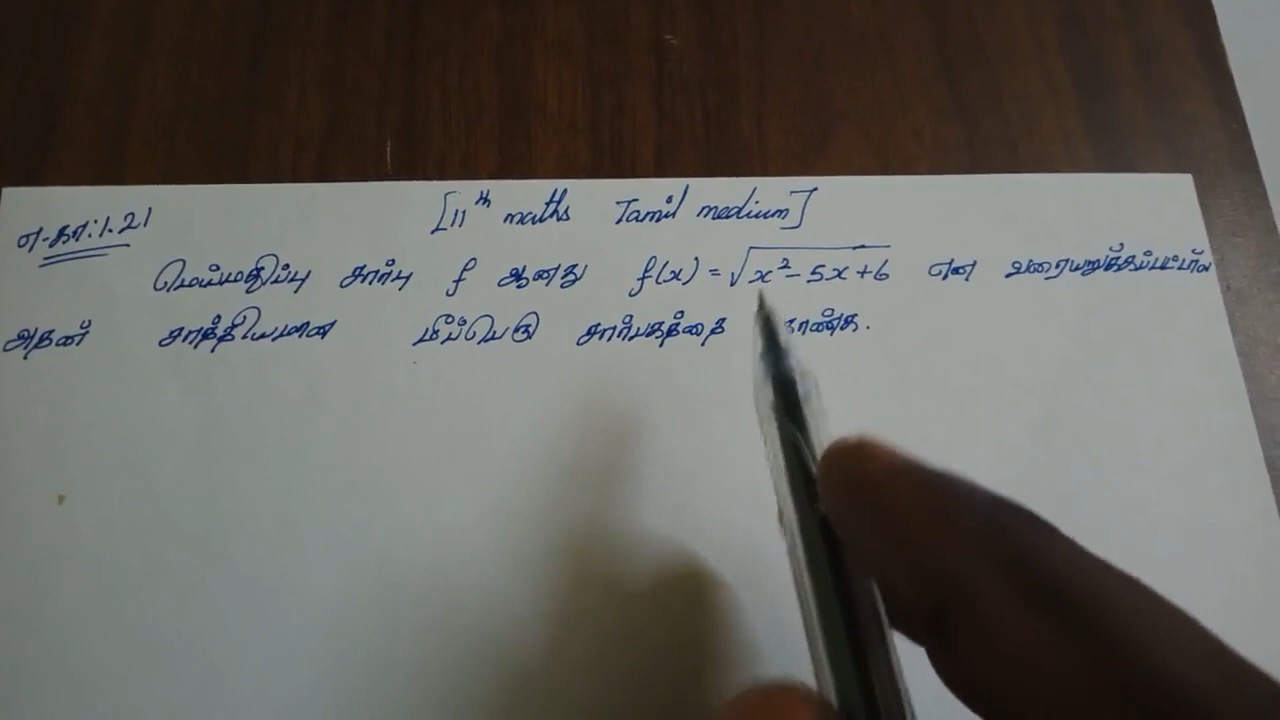 [11th maths Tamil medium]
எ.கா: 1.21
மெய்மதிப்பு சார்பு f ஆனது f(x) = √x² - 5x + 6 என வரையறுக்கப்பட்டால்
அதன் சாத்தியமான மீப்பெரு சார்பகத்தை காண்க.